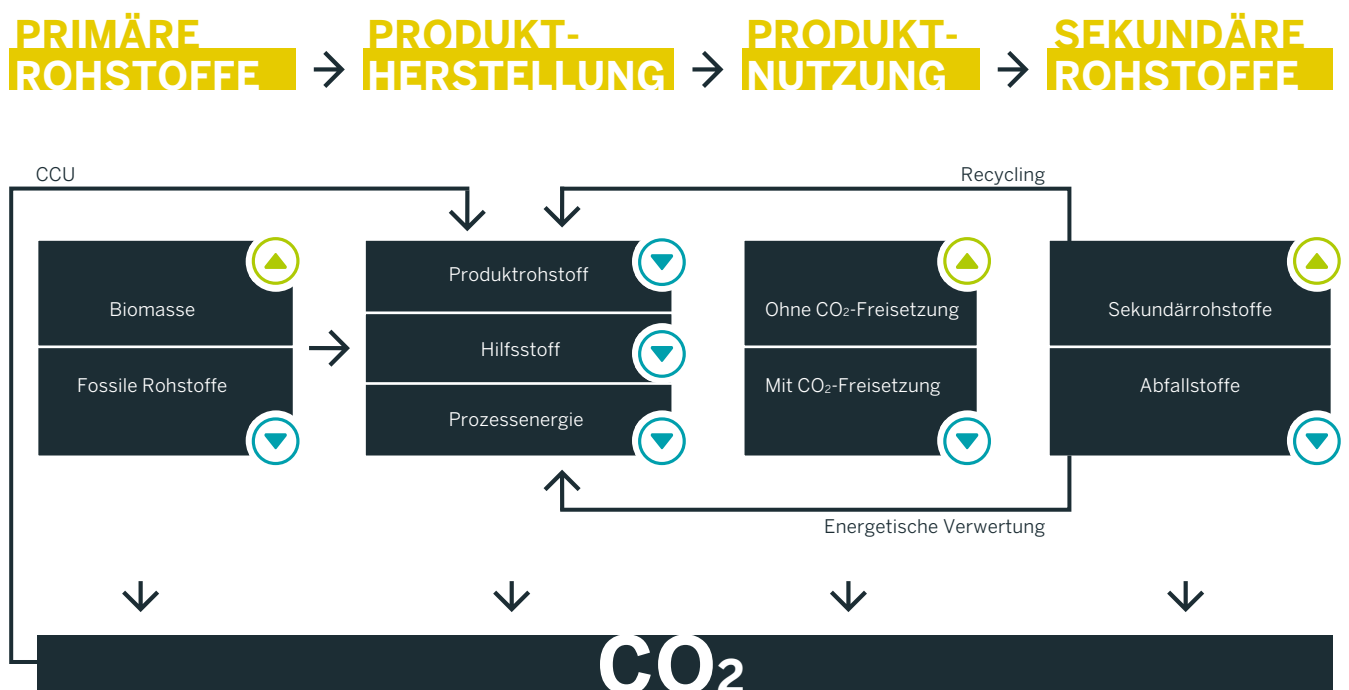 PRIMÄRE
ROHSTOFFE
PRODUKT-
HERSTELLUNG
PRODUKT-
NUTZUNG
SEKUNDÄRE
ROHSTOFFE
CCU
Recycling
Biomasse
Fossile Rohstoffe
Produktrohstoff
Hilfsstoff
Prozessenergie
Ohne CO₂-Freisetzung
Mit CO₂-Freisetzung
Sekundärrohstoffe
Abfallstoffe
Energetische Verwertung
CO₂